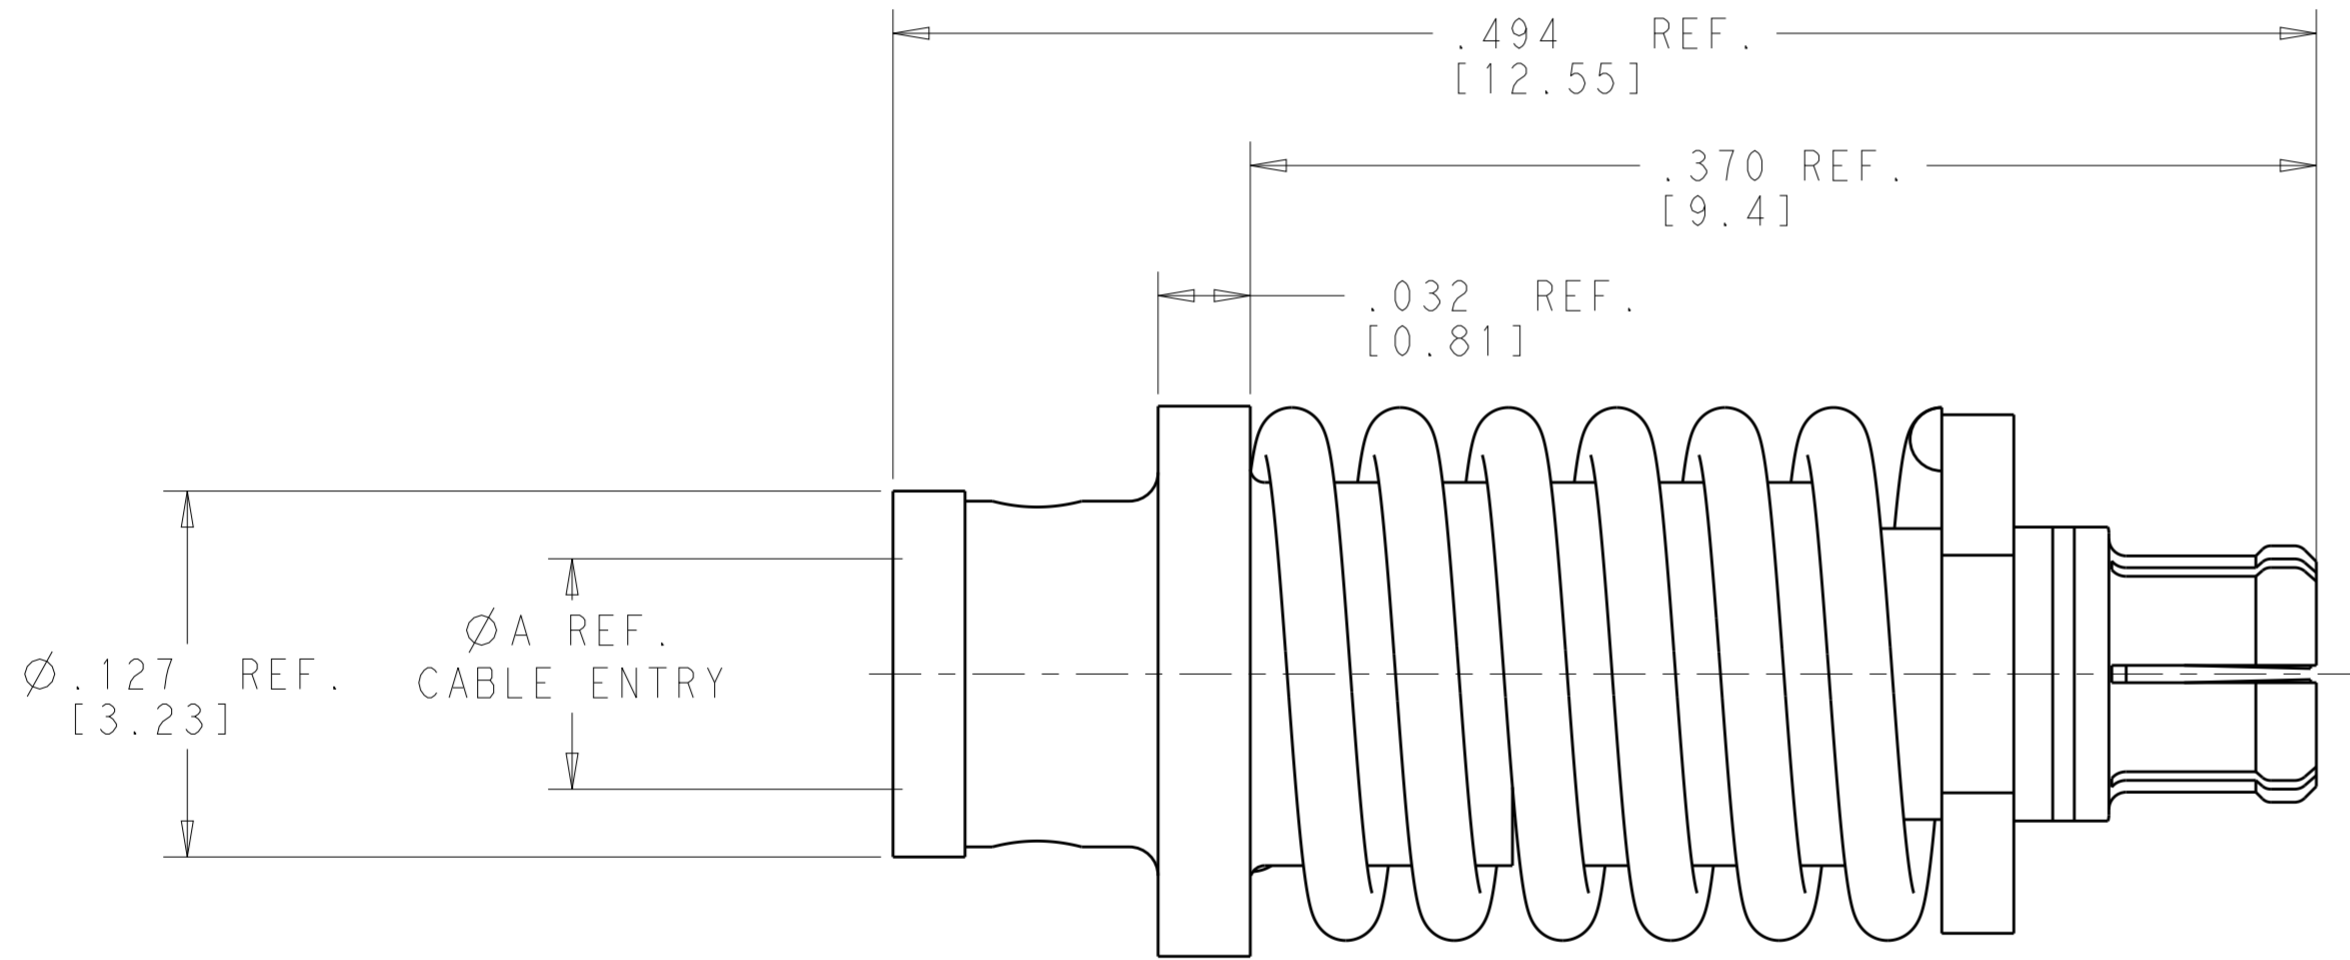 .494 REF.
[12.55]
.370 REF.
[9.4]
.032 REF.
[0.81]
ØA REF.
CABLE ENTRY
Ø.127 REF.
[3.23]